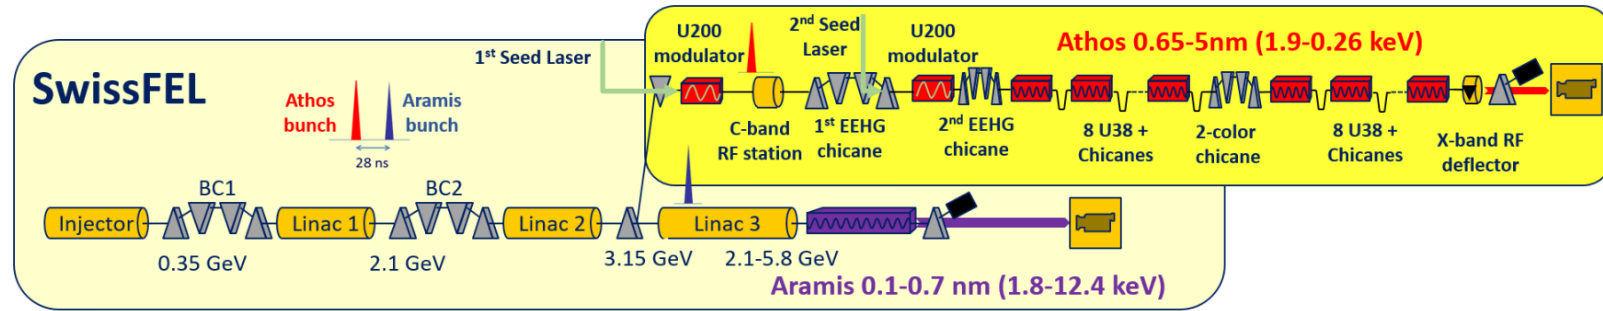 SwissFEL
Athos
bunch
Aramis
bunch
28 ns
1st Seed Laser
U200
modulator
2nd Seed
Laser
U200
modulator
Athos 0.65-5nm (1.9-0.26 keV)
C-band
RF station
1st EEHG
chicane
2nd EEHG
chicane
8 U38 +
Chicanes
2-color
chicane
8 U38 +
Chicanes
X-band RF
deflector
BC1
BC2
Injector
Linac 1
Linac 2
Linac 3
0.35 GeV
2.1 GeV
3.15 GeV
2.1-5.8 GeV
Aramis 0.1-0.7 nm (1.8-12.4 keV)